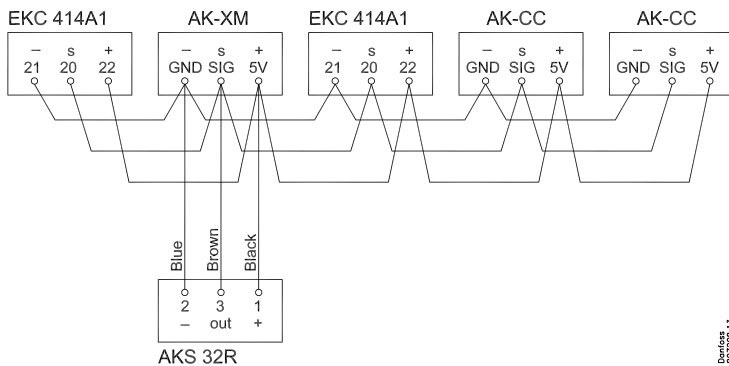 EKC 414A1 AK-XM EKC 414A1 AK-CC AK-CC
– s + – s + – s + – s + – s +
21 20 22 GND SIG 5V 21 20 22 GND SIG 5V GND SIG 5V
Blue Brown Black
2 3 1
– out +
AKS 32R
Danfoss